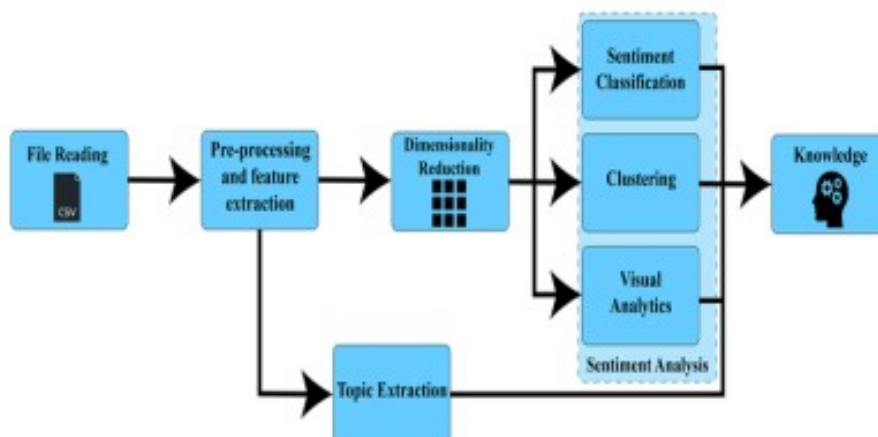 File Reading
CSV
Pre-processing
and feature
extraction
Dimensionality
Reduction
Sentiment
Classification
Clustering
Visual
Analytics
Sentiment Analysis
Knowledge
Topic Extraction